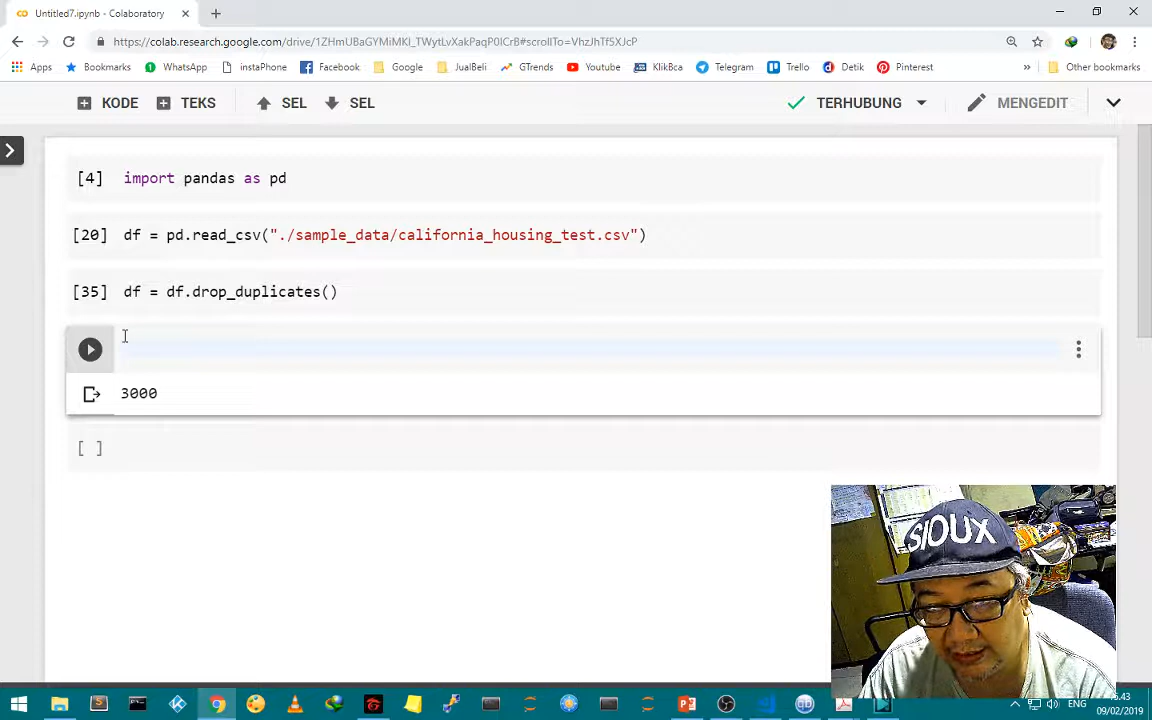 Untitled7.ipynb - Colaboratory
https://colab.research.google.com/drive/1ZHmUBaGYMiMKI_TWytLvXakPaqP0lCrB#scrollTo=VhzJhTf5XJcP
Apps Bookmarks WhatsApp instaPhone Facebook Google JualBeli GTrends Youtube KlikBca Telegram Trello Detik Pinterest » Other bookmarks
KODE TEKS SEL SEL TERHUBUNG MENGEDIT
[4] import pandas as pd
[20] df = pd.read_csv("./sample_data/california_housing_test.csv")
[35] df = df.drop_duplicates()
3000
[ ]
SIOUX
ENG
.43
09/02/2019